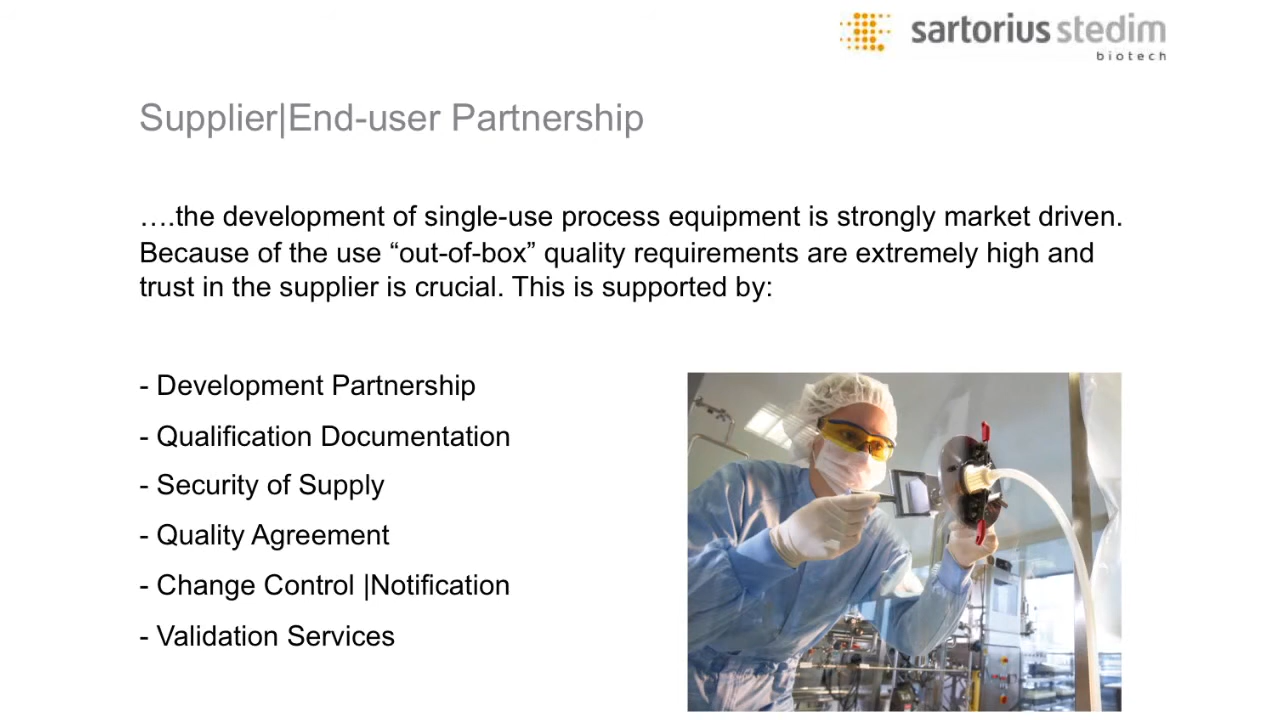 sartorius stedim
biotech
Supplier|End-user Partnership
….the development of single-use process equipment is strongly market driven.
Because of the use “out-of-box” quality requirements are extremely high and
trust in the supplier is crucial. This is supported by:
- Development Partnership
- Qualification Documentation
- Security of Supply
- Quality Agreement
- Change Control |Notification
- Validation Services